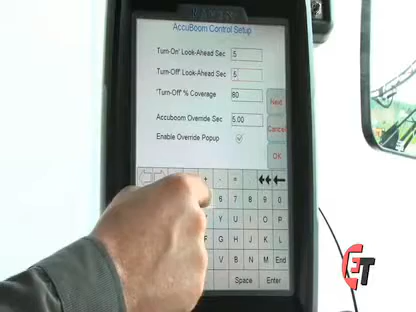 RAVEN
AccuBoom Control Setup
'Turn-On' Look-Ahead Sec .5
'Turn-Off' Look-Ahead Sec .5
'Turn-Off' % Coverage 80
Accuboom Override Sec 5.00
Enable Override Popup
Next
Cancel
OK
+ - =
6 7 8 9 0
Y U I O P
F G H J K L
V B N M End
Space Enter
ET